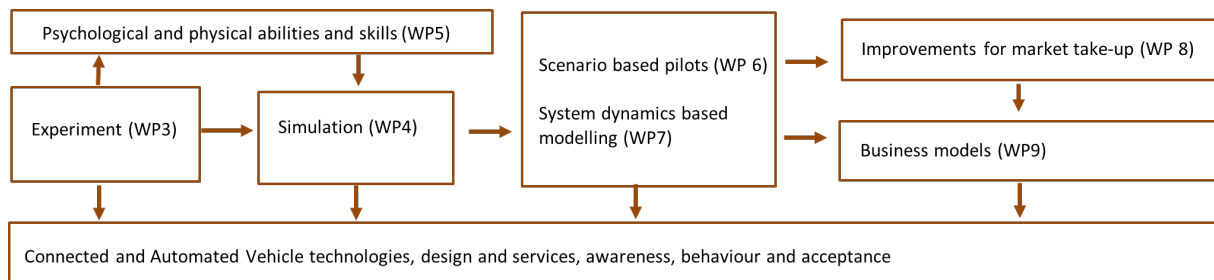 Psychological and physical abilities and skills (WP5)
Experiment (WP3)
Simulation (WP4)
Scenario based pilots (WP 6)
System dynamics based
modelling (WP7)
Improvements for market take-up (WP 8)
Business models (WP9)
Connected and Automated Vehicle technologies, design and services, awareness, behaviour and acceptance